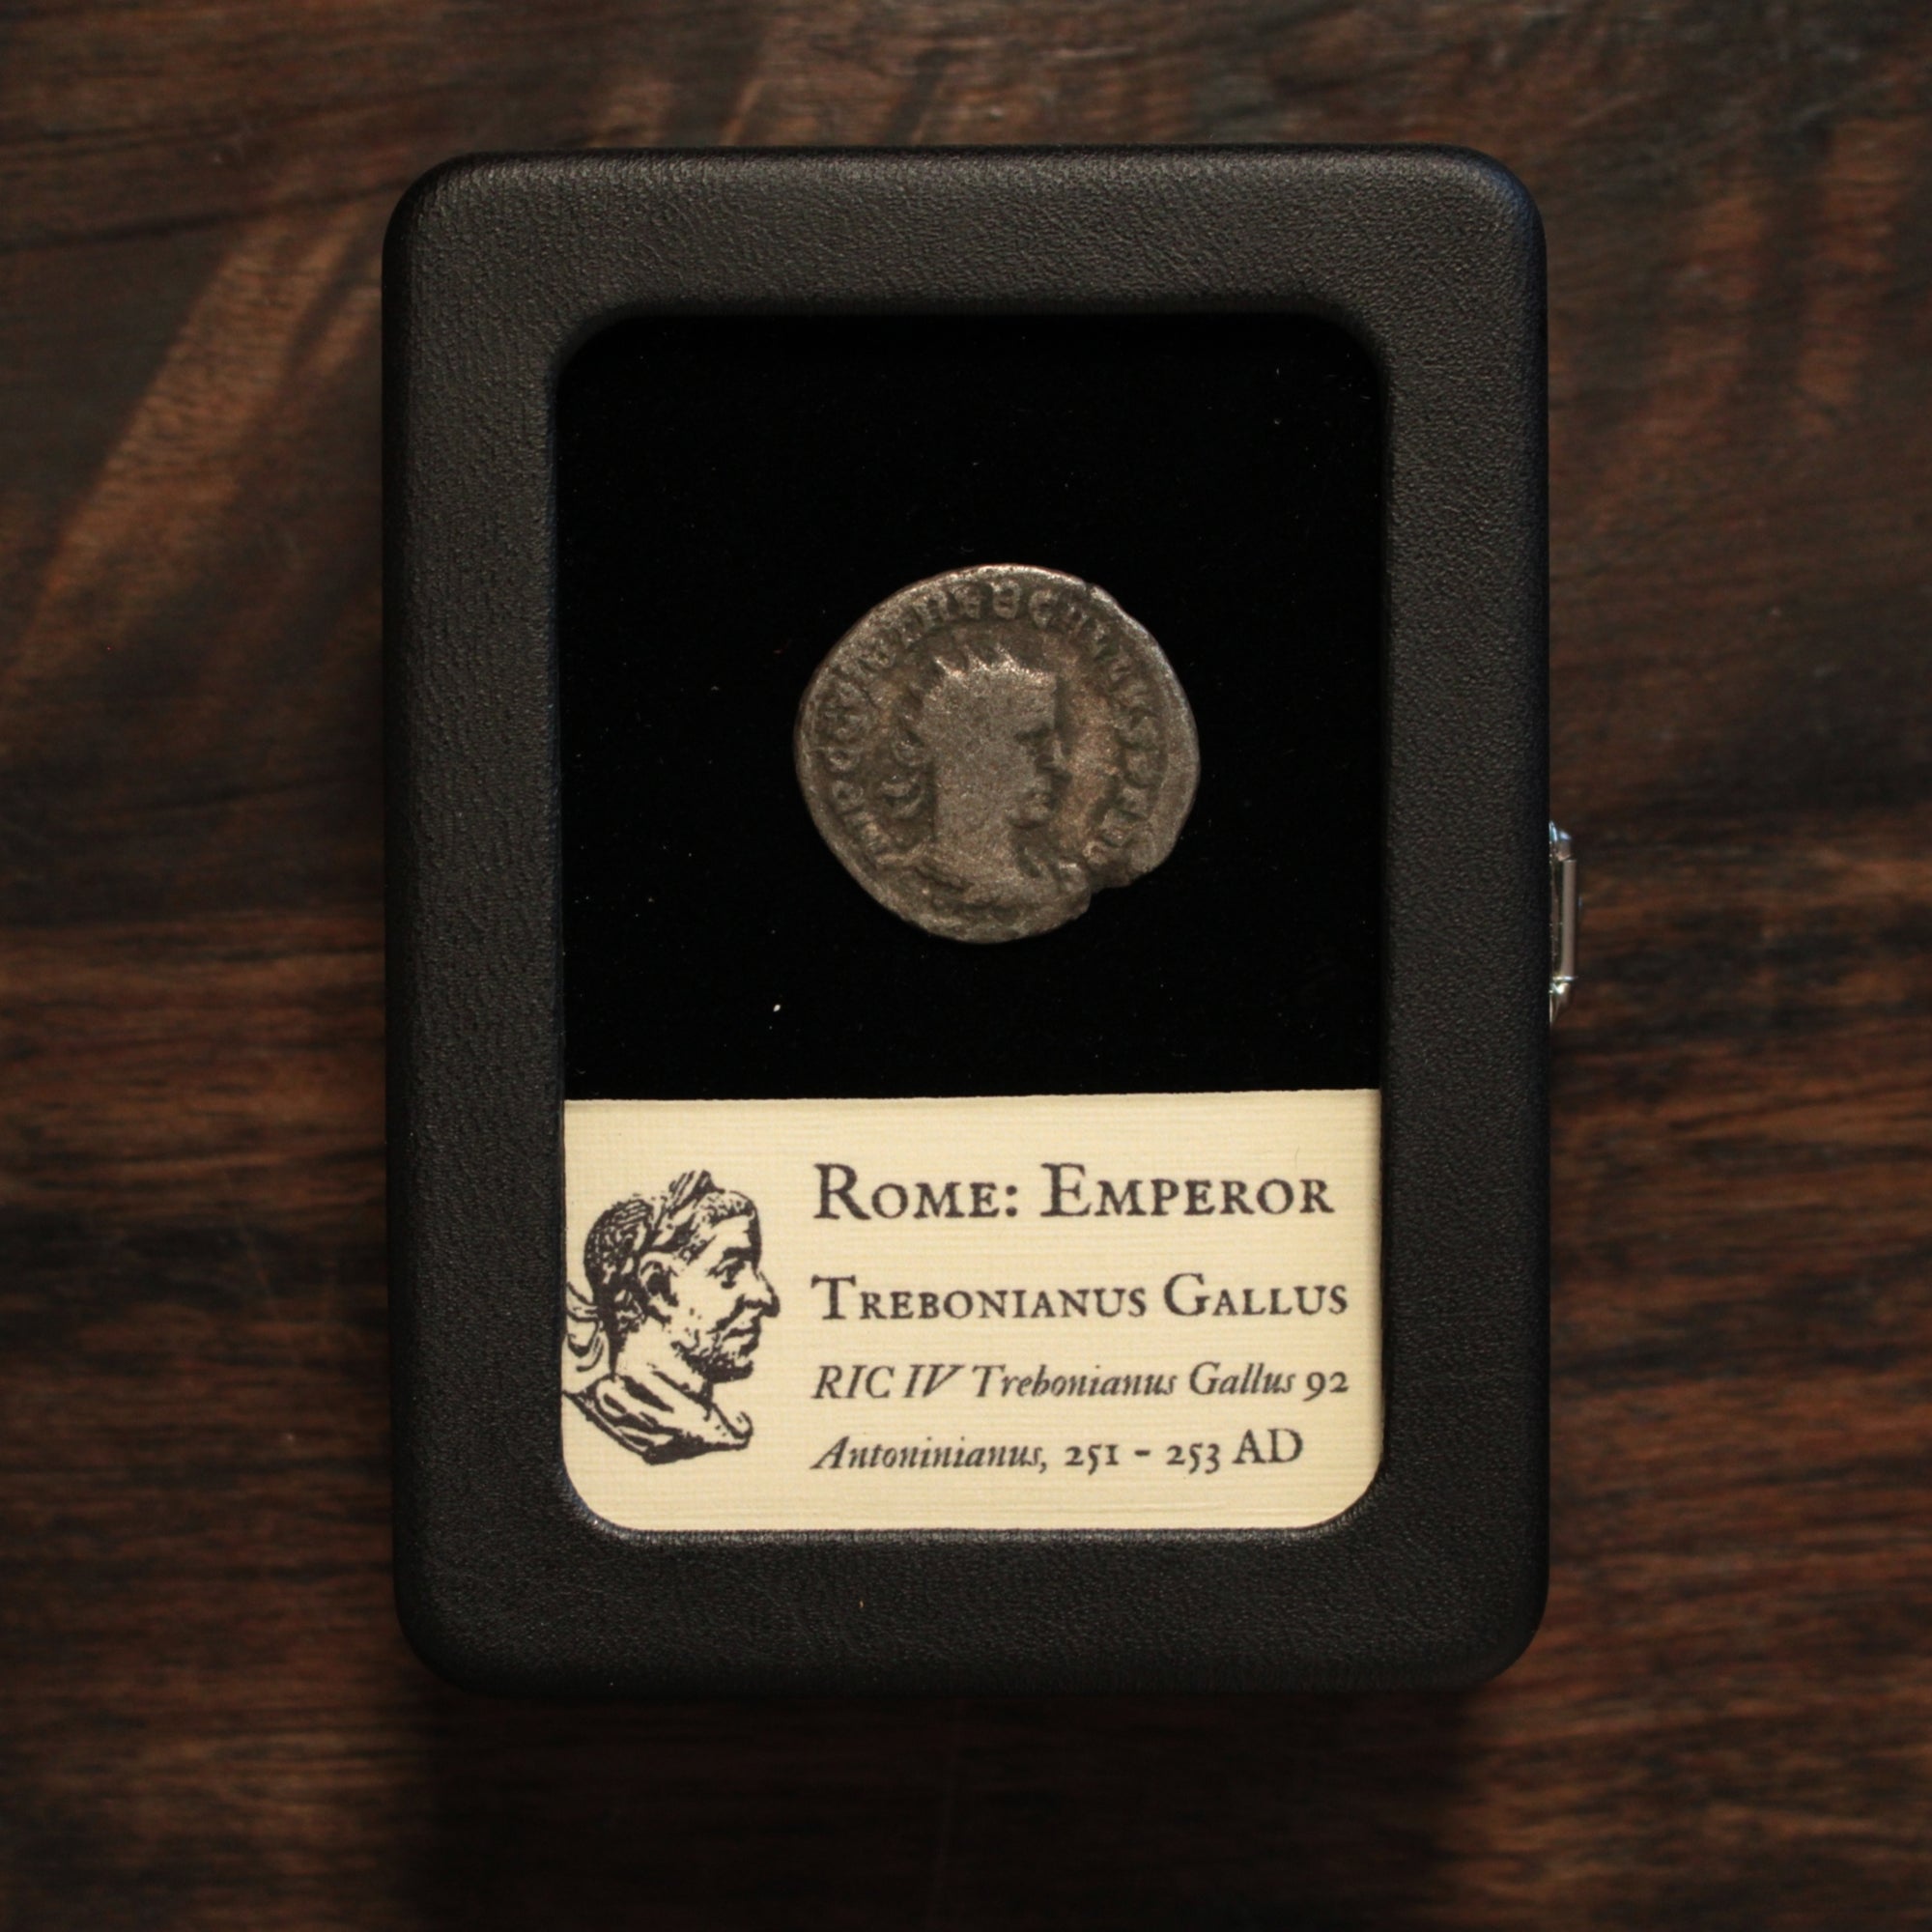 Rome: Emperor
Trebonianus Gallus
RIC IV Trebonianus Gallus 92
Antoninianus, 251 - 253 AD